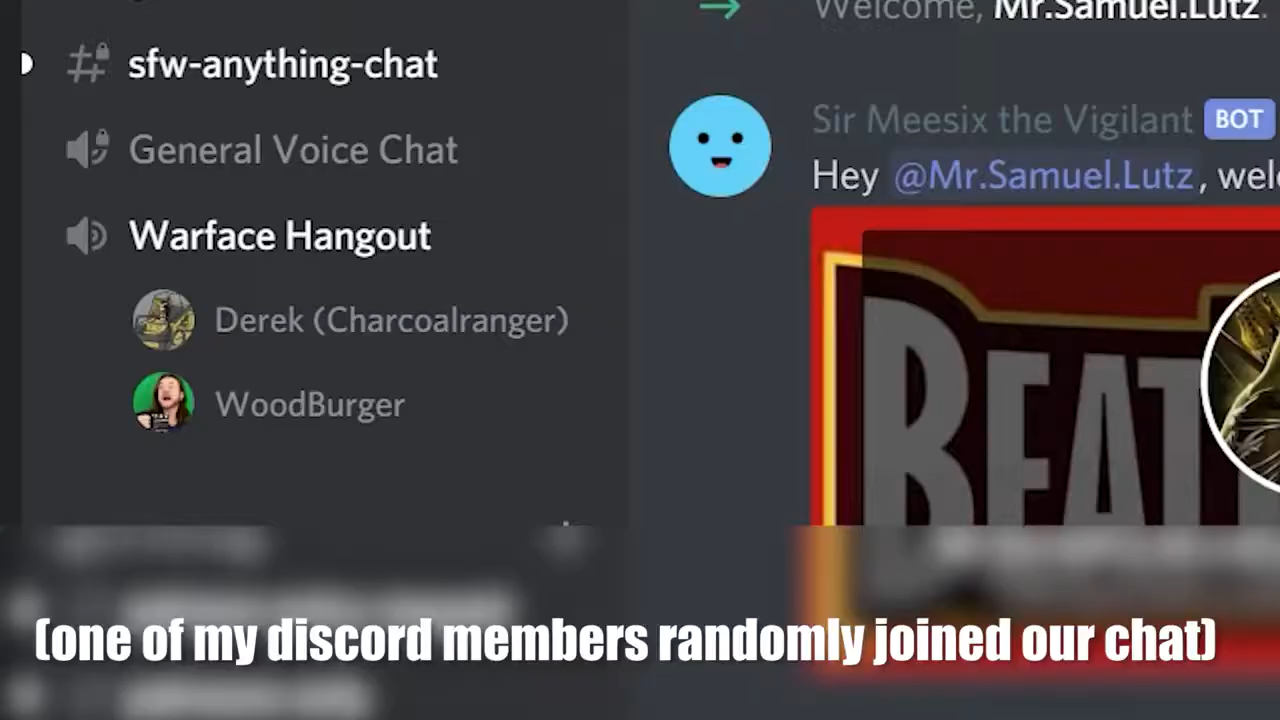 sfw-anything-chat
General Voice Chat
Warface Hangout
Derek (Charcoalranger)
WoodBurger
Welcome, Mr.Samuel.Lutz.
Sir Meesix the Vigilant BOT
Hey @Mr.Samuel.Lutz, welc
BEAT
(one of my discord members randomly joined our chat)